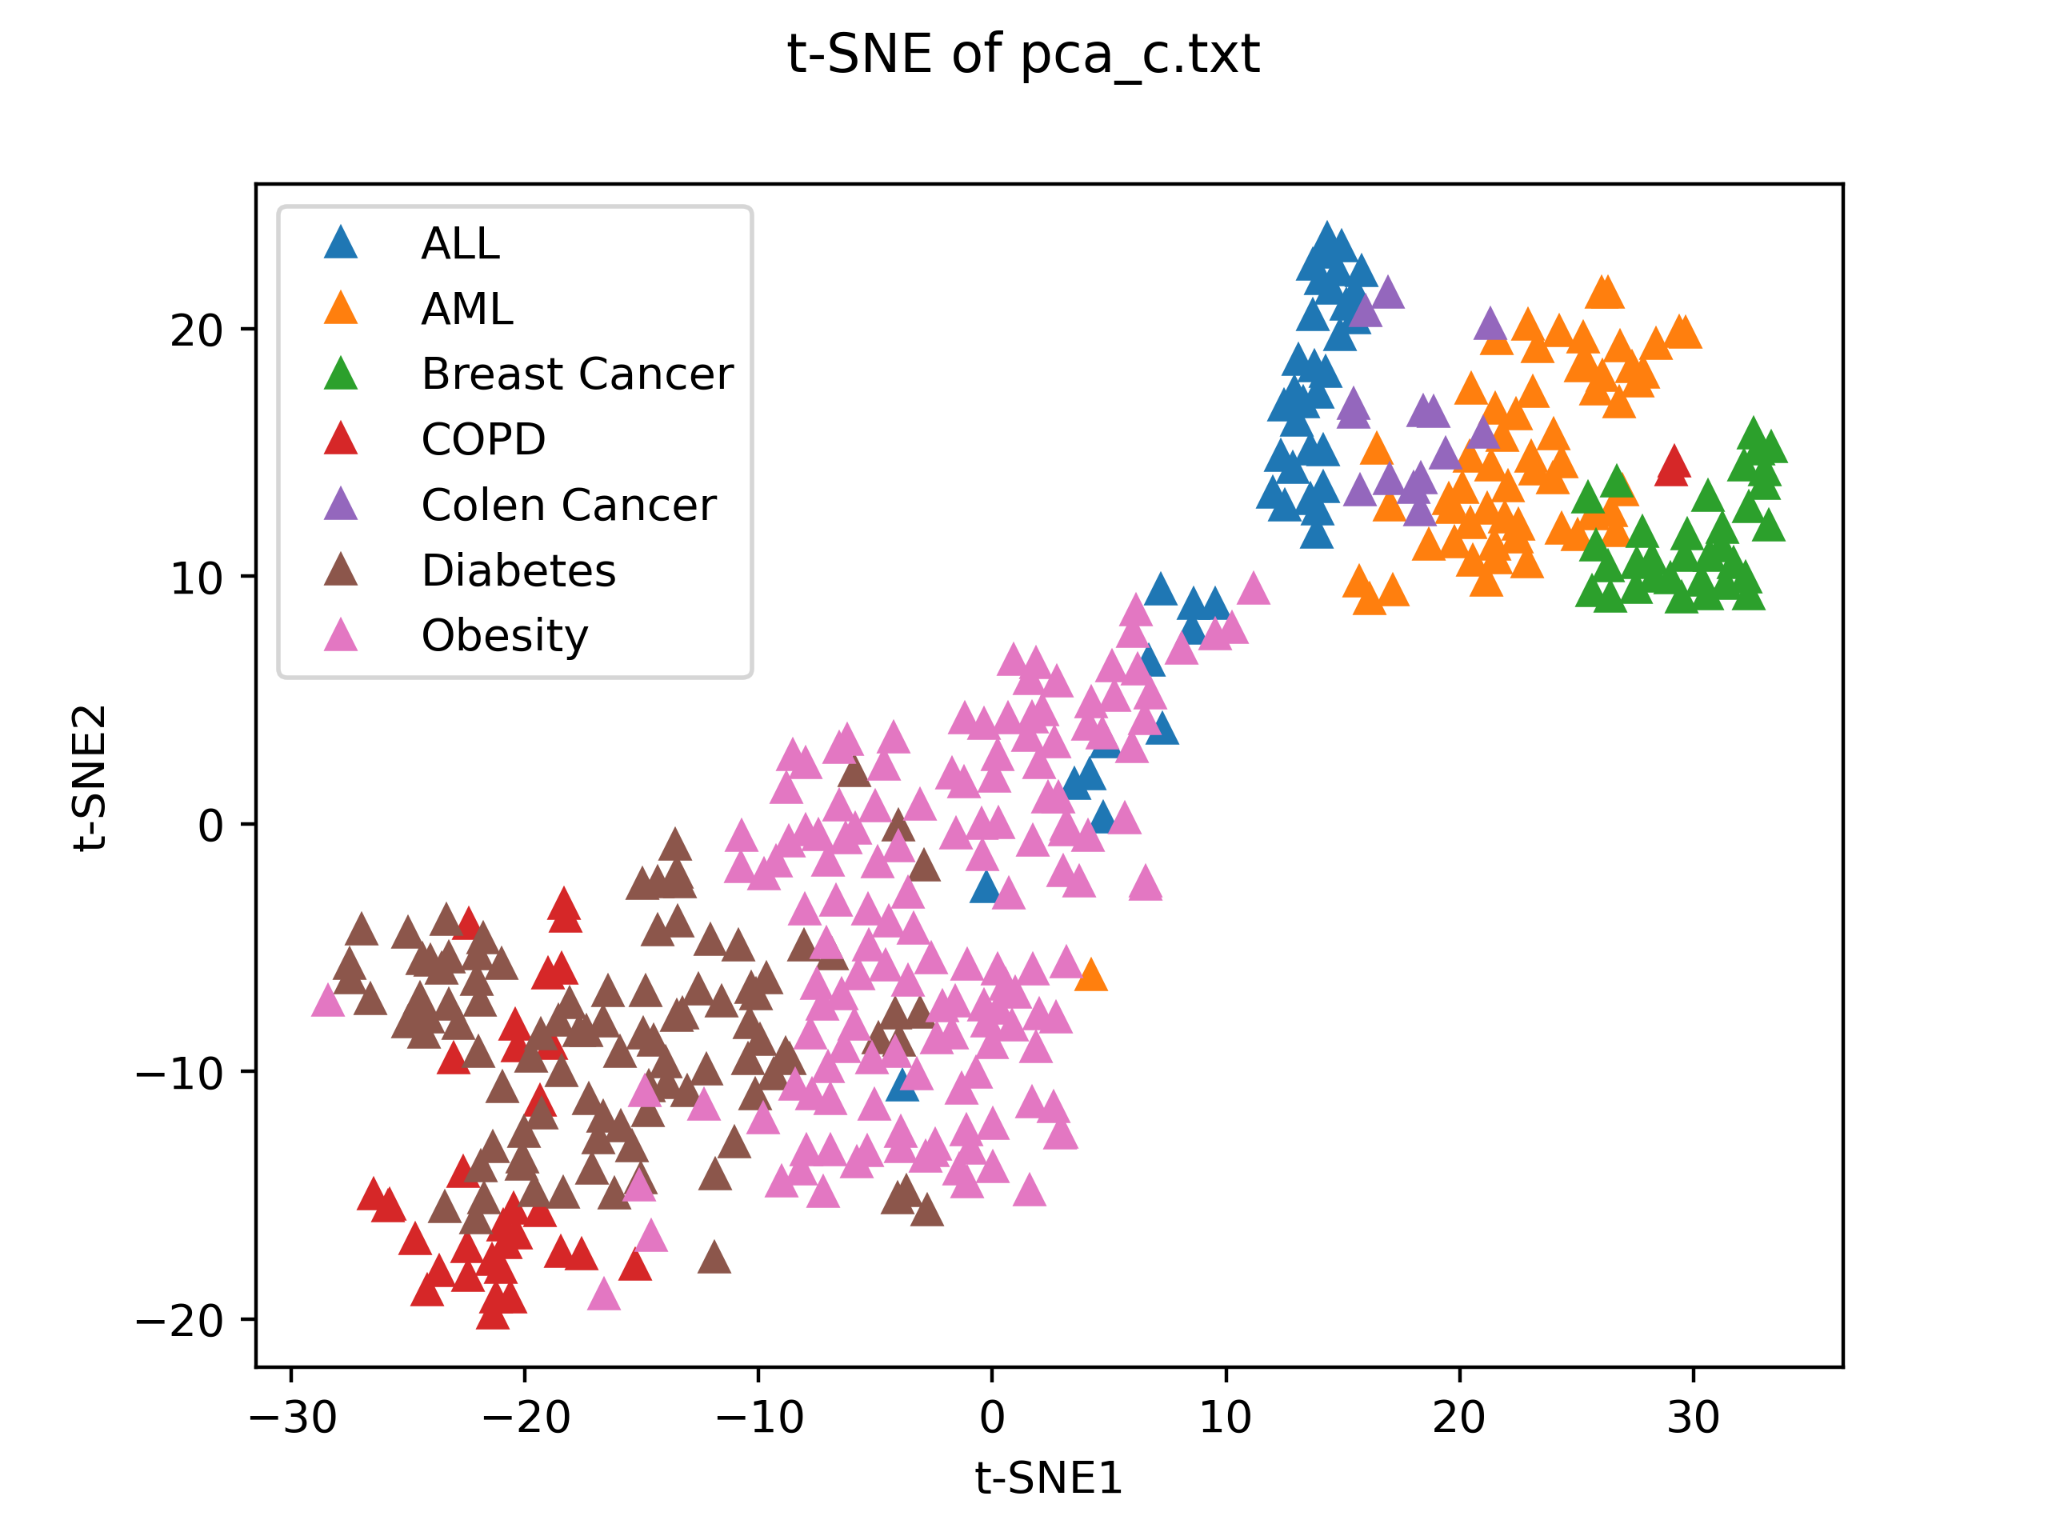 t-SNE of pca_c.txt
ALL
AML
Breast Cancer
COPD
Colen Cancer
Diabetes
Obesity
20
10
0
−10
−20
t-SNE2
−30
−20
−10
0
10
20
30
t-SNE1